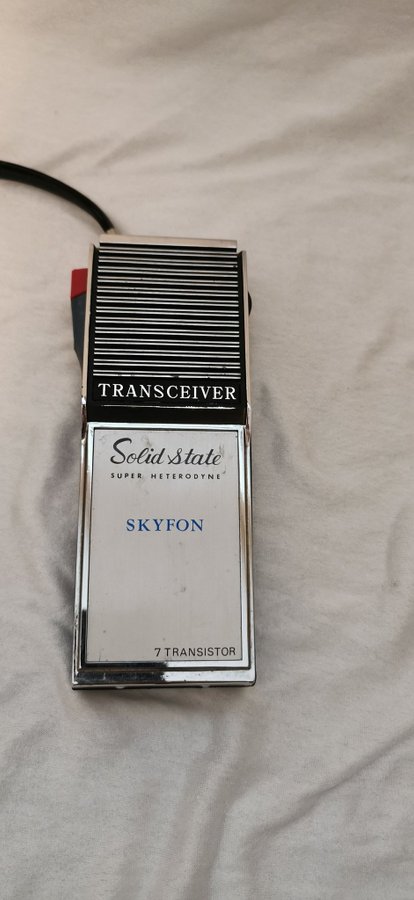 TRANSCEIVER
Solid State
SUPER HETERODYNE
SKYFON
7 TRANSISTOR